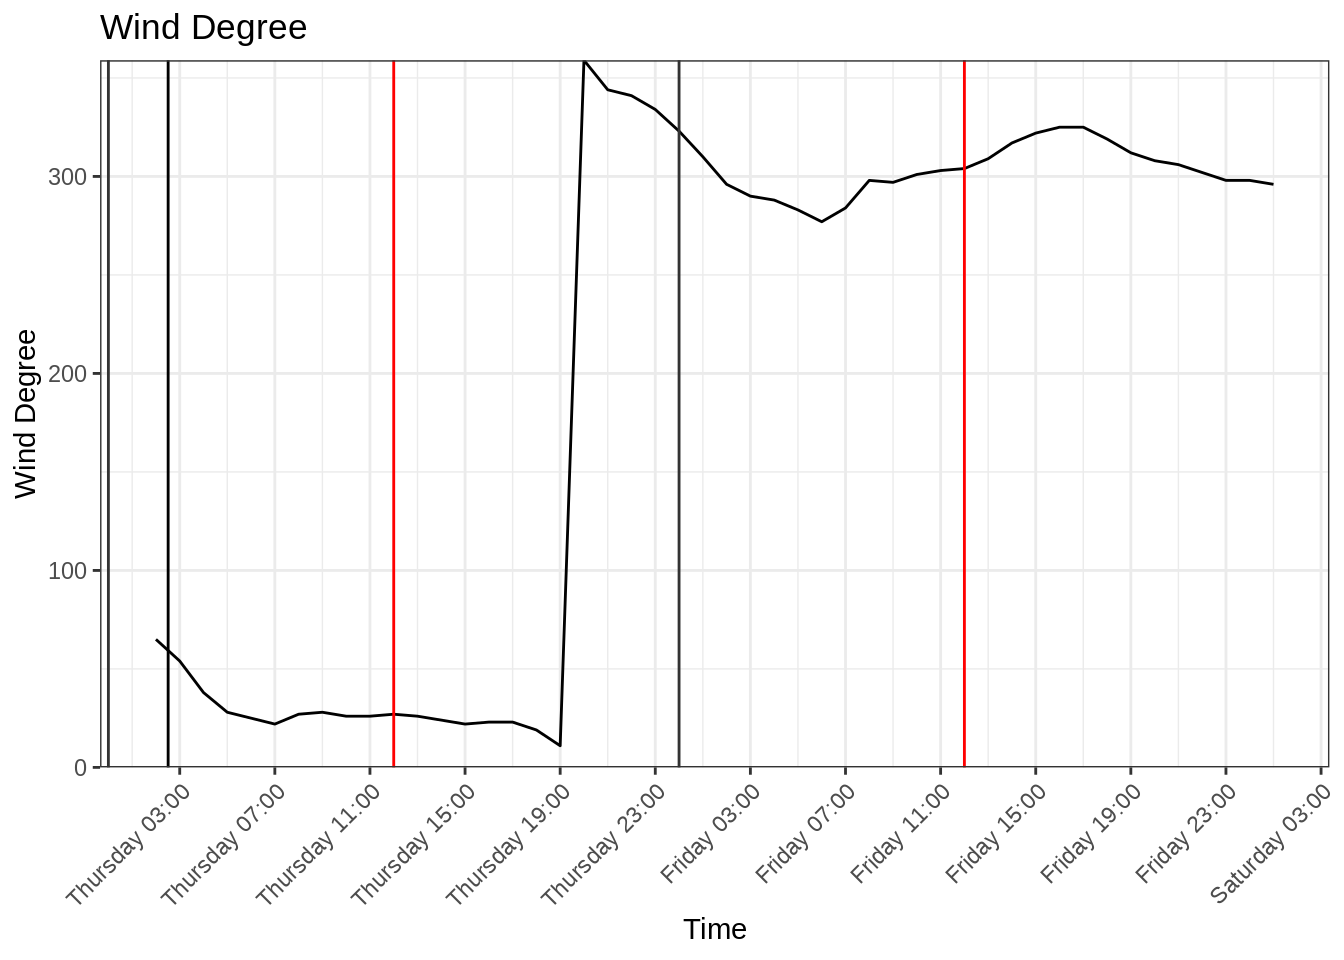 Wind Degree
Wind Degree
300
200
100
0
Thursday 03:00
Thursday 07:00
Thursday 11:00
Thursday 15:00
Thursday 19:00
Thursday 23:00
Friday 03:00
Friday 07:00
Friday 11:00
Friday 15:00
Friday 19:00
Friday 23:00
Saturday 03:00
Time